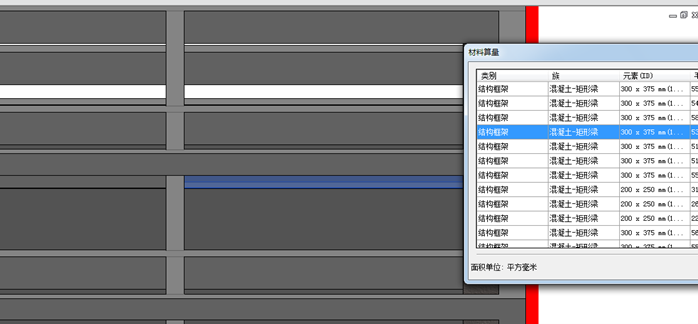 材料算量
类别 族 元素(ID)
结构框架 混凝土-矩形梁 300 x 375 mm(1... 55
结构框架 混凝土-矩形梁 300 x 375 mm(1... 54
结构框架 混凝土-矩形梁 300 x 375 mm(1... 58
结构框架 混凝土-矩形梁 300 x 375 mm(1... 53
结构框架 混凝土-矩形梁 300 x 375 mm(1... 51
结构框架 混凝土-矩形梁 300 x 375 mm(1... 51
结构框架 混凝土-矩形梁 300 x 375 mm(1... 55
结构框架 混凝土-矩形梁 200 x 250 mm(1... 31
结构框架 混凝土-矩形梁 200 x 250 mm(1... 26
结构框架 混凝土-矩形梁 200 x 250 mm(1... 22
结构框架 混凝土-矩形梁 300 x 375 mm(1... 56
结构框架 混凝土-矩形梁 300 x 375 mm(1...
面积单位: 平方毫米